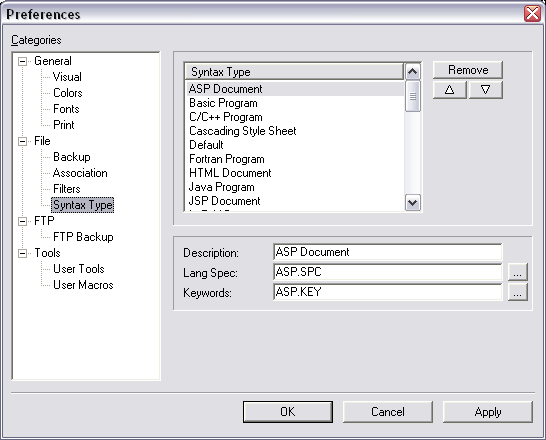 Preferences
Categories
General
Visual
Colors
Fonts
Print
File
Backup
Association
Filters
Syntax Type
FTP
FTP Backup
Tools
User Tools
User Macros
Syntax Type
ASP Document
Basic Program
C/C++ Program
Cascading Style Sheet
Default
Fortran Program
HTML Document
Java Program
JSP Document
Remove
Description: ASP Document
Lang Spec: ASP.SPC ...
Keywords: ASP.KEY ...
OK Cancel Apply